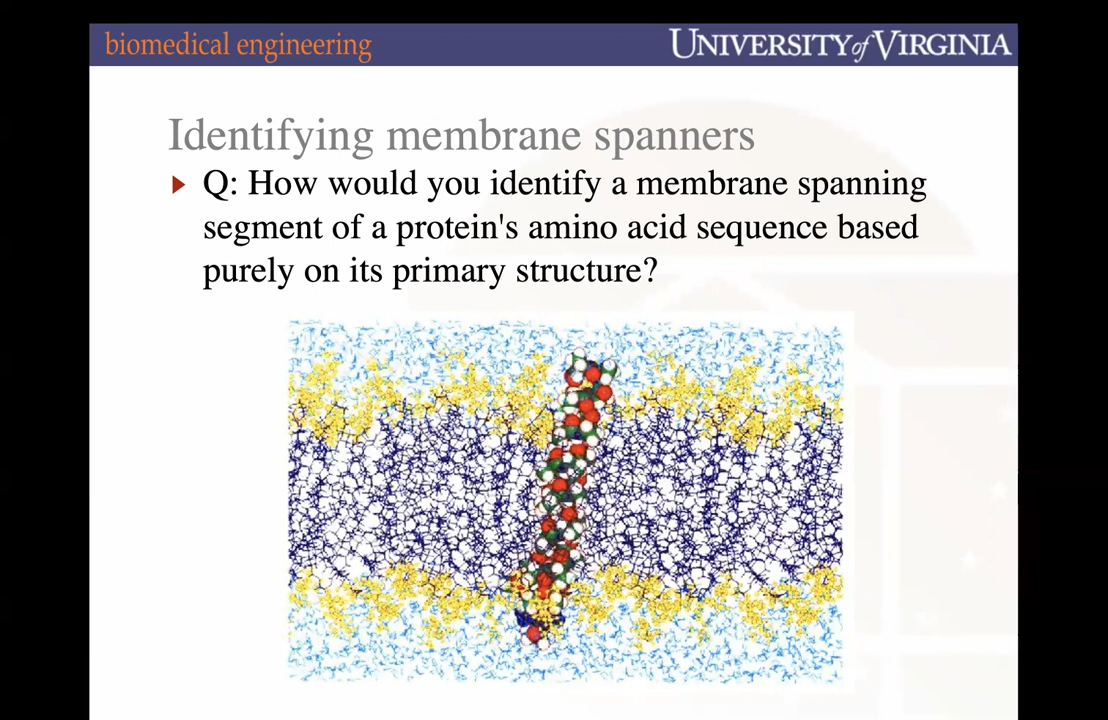 biomedical engineering
UNIVERSITY of VIRGINIA
Identifying membrane spanners
Q: How would you identify a membrane spanning
segment of a protein's amino acid sequence based
purely on its primary structure?